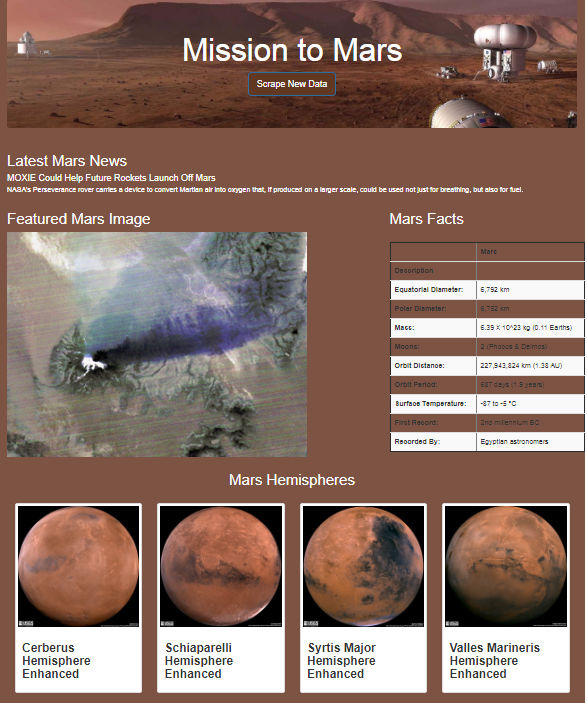 Mission to Mars
Scrape New Data
Latest Mars News
MOXIE Could Help Future Rockets Launch Off Mars
NASA's Perseverance rover carries a device to convert Martian air into oxygen that, if produced on a larger scale, could be used not just for breathing, but also for fuel.
Featured Mars Image
Mars Facts
Mars
Description
Equatorial Diameter: 6,792 km
Polar Diameter: 6,752 km
Mass: 6.39 X 10^23 kg (0.11 Earths)
Moons: 2 (Phobos & Deimos)
Orbit Distance: 227,943,824 km (1.38 AU)
Orbit Period: 687 days (1.9 years)
Surface Temperature: -87 to -5 °C
First Record: 2nd millennium BC
Recorded By: Egyptian astronomers
Mars Hemispheres
Cerberus
Hemisphere
Enhanced
Schiaparelli
Hemisphere
Enhanced
Syrtis Major
Hemisphere
Enhanced
Valles Marineris
Hemisphere
Enhanced